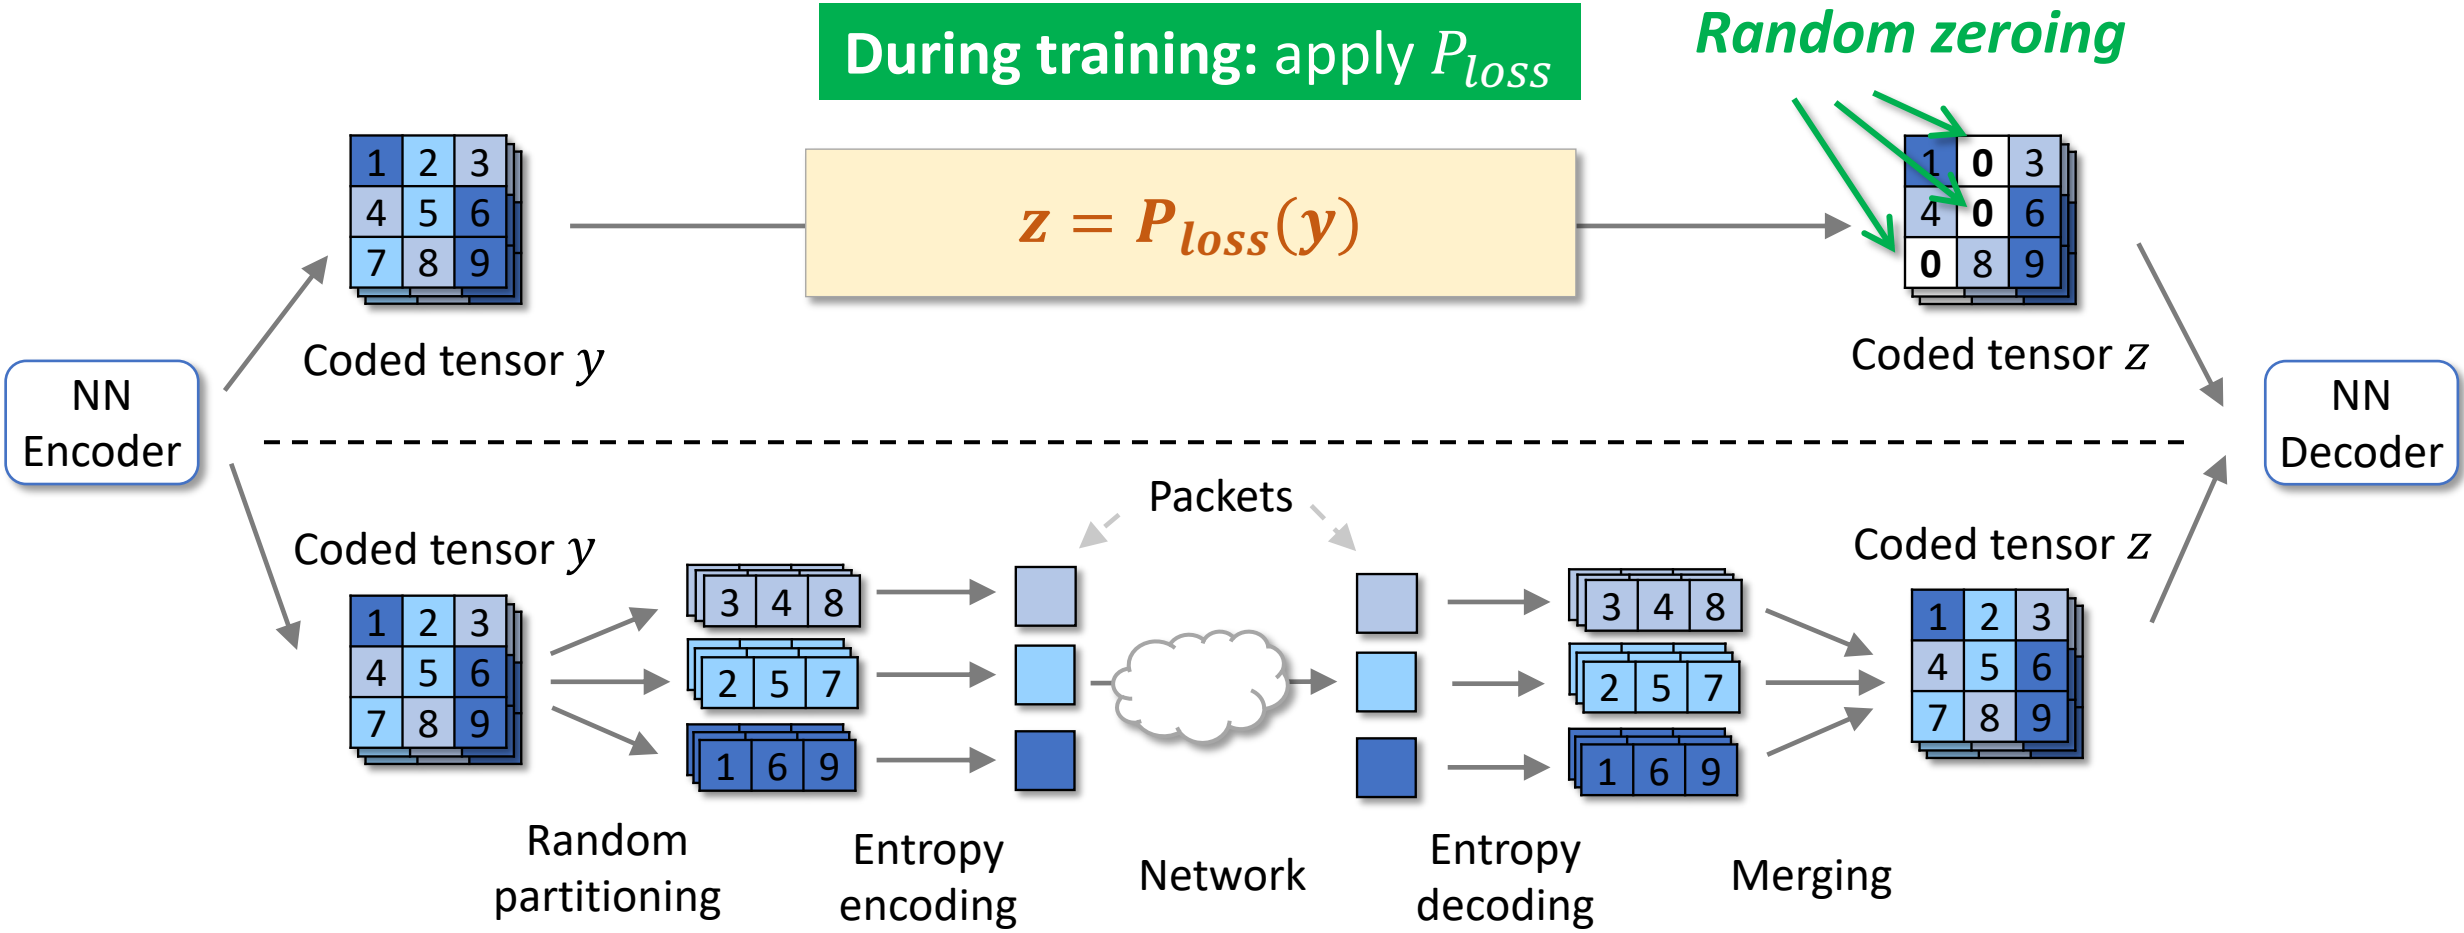 During training: apply P_loss
Random zeroing
1 2 3
4 5 6
7 8 9
z = P_loss(y)
1 0 3
4 0 6
0 8 9
Coded tensor y
Coded tensor z
NN
Encoder
NN
Decoder
Packets
Coded tensor y
Coded tensor z
1 2 3
4 5 6
7 8 9
3 4 8
2 5 7
1 6 9
3 4 8
2 5 7
1 6 9
1 2 3
4 5 6
7 8 9
Random
partitioning
Entropy
encoding
Network
Entropy
decoding
Merging